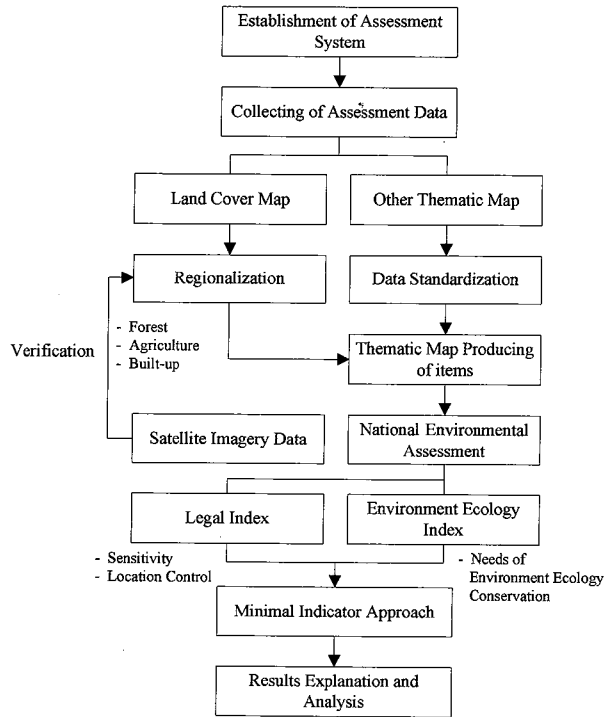 Establishment of Assessment
System
Collecting of Assessment Data
Land Cover Map
Other Thematic Map
Regionalization
Data Standardization
- Forest
- Agriculture
- Built-up
Verification
Thematic Map Producing
of items
Satellite Imagery Data
National Environmental
Assessment
Legal Index
Environment Ecology
Index
- Sensitivity
- Location Control
- Needs of
Environment Ecology
Conservation
Minimal Indicator Approach
Results Explanation and
Analysis